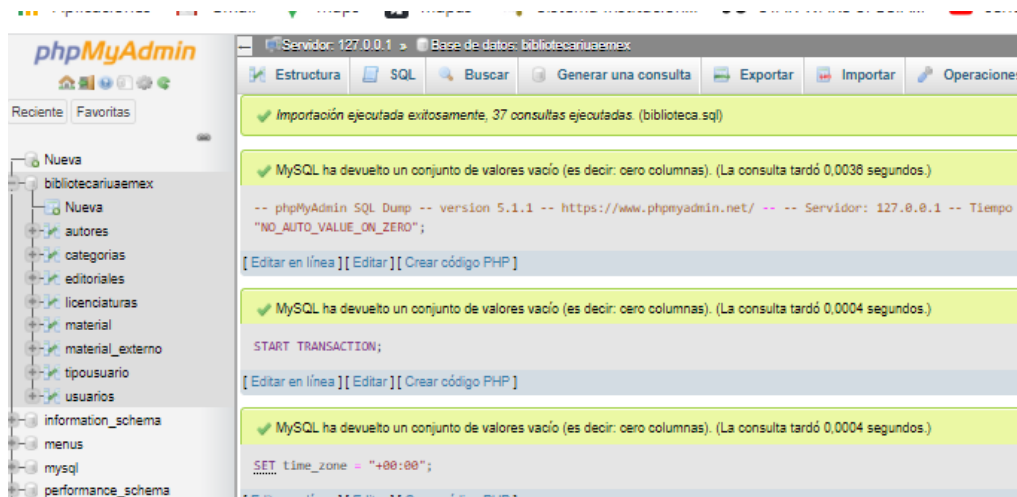 phpMyAdmin
Reciente Favoritas
Nueva
bibliotecariuaemex
Nueva
autores
categorias
editoriales
licenciaturas
material
material_externo
tipousuario
usuarios
information_schema
menus
mysql
performance_schema
Servidor: 127.0.0.1 » Base de datos: bibliotecariuaemex
Estructura SQL Buscar Generar una consulta Exportar Importar Operaciones
Importación ejecutada exitosamente, 37 consultas ejecutadas. (biblioteca.sql)
MySQL ha devuelto un conjunto de valores vacío (es decir: cero columnas). (La consulta tardó 0,0036 segundos.)
-- phpMyAdmin SQL Dump -- version 5.1.1 -- https://www.phpmyadmin.net/ -- -- Servidor: 127.0.0.1 -- Tiempo
"NO_AUTO_VALUE_ON_ZERO";
[ Editar en línea ] [ Editar ] [ Crear código PHP ]
MySQL ha devuelto un conjunto de valores vacío (es decir: cero columnas). (La consulta tardó 0,0004 segundos.)
START TRANSACTION;
[ Editar en línea ] [ Editar ] [ Crear código PHP ]
MySQL ha devuelto un conjunto de valores vacío (es decir: cero columnas). (La consulta tardó 0,0004 segundos.)
SET time_zone = "+00:00";